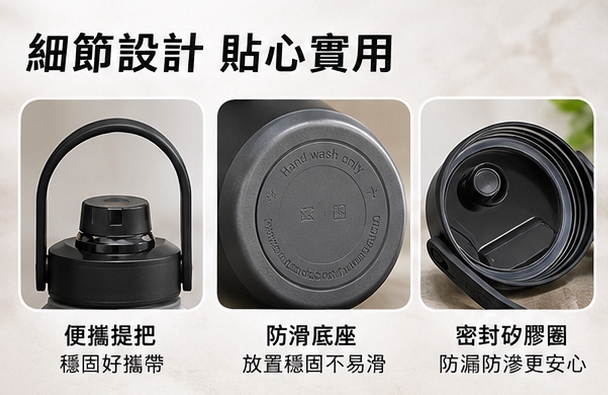 細節設計 貼心實用
Hand wash only
便攜提把
穩固好攜帶
防滑底座
放置穩固不易滑
密封矽膠圈
防漏防滲更安心